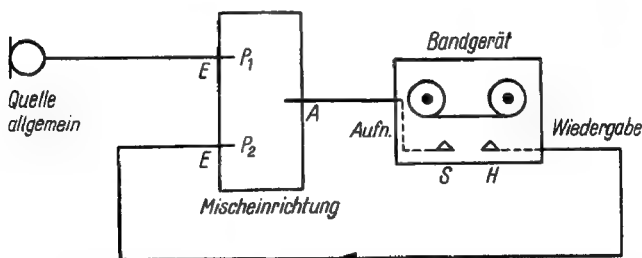 Quelle
allgemein
E
P₁
E
P₂
A
Mischeinrichtung
Bandgerät
Aufn.
S
H
Wiedergabe